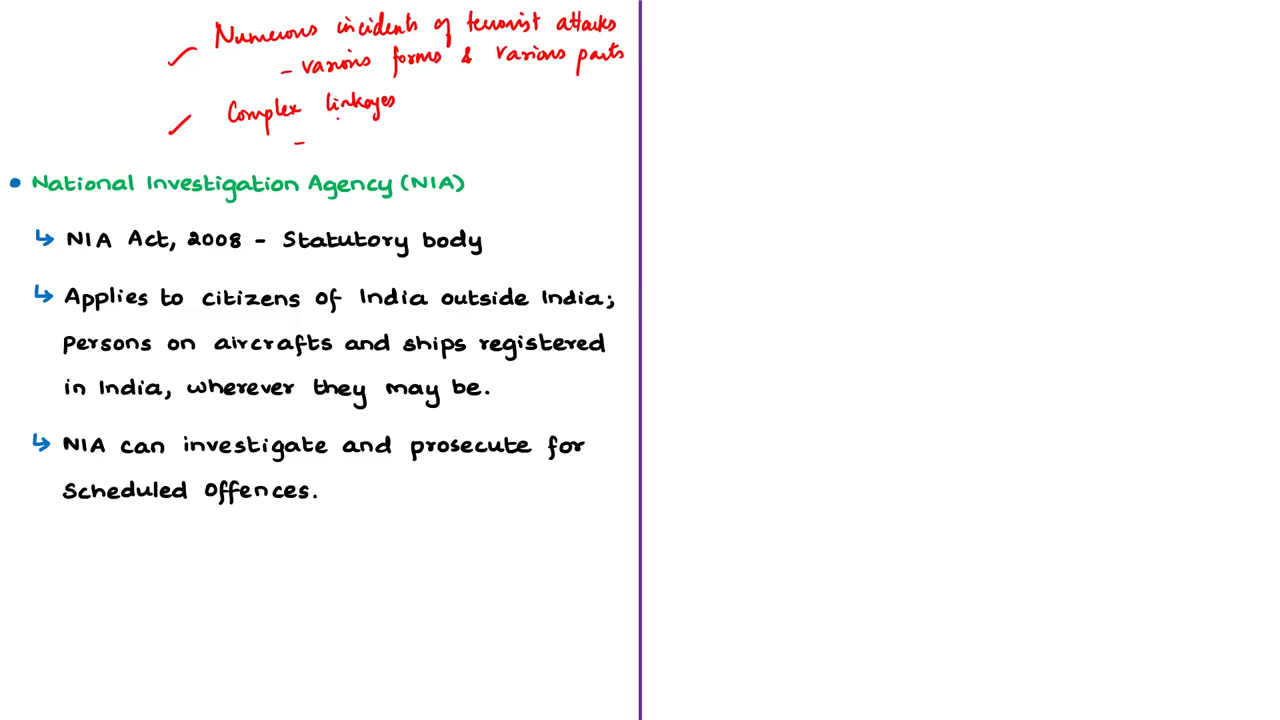 Numerous incidents of terrorist attacks
- various forms & various parts
Complex linkages
-
• National Investigation Agency (NIA)
↳ NIA Act, 2008 - Statutory body
↳ Applies to citizens of India outside India;
persons on aircrafts and ships registered
in India, wherever they may be.
↳ NIA can investigate and prosecute for
Scheduled Offences.